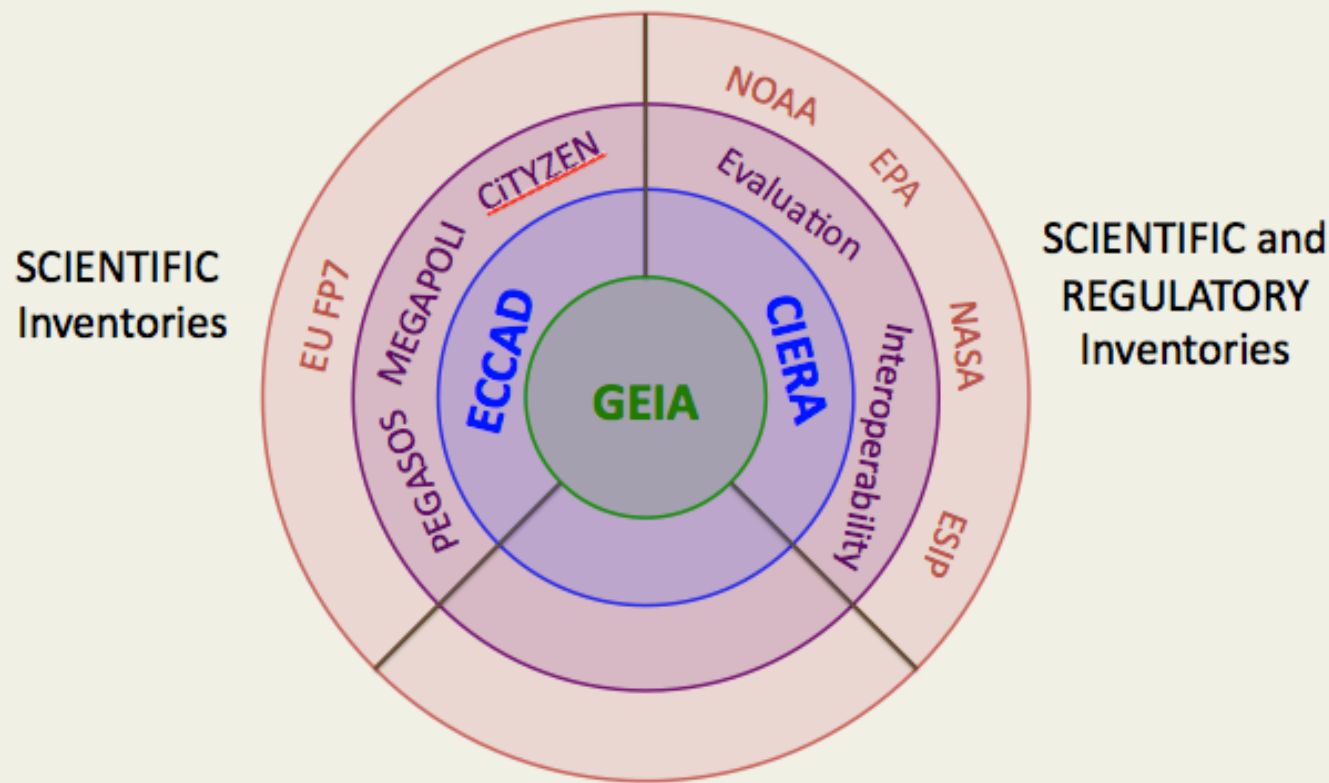 SCIENTIFIC
Inventories
EU FP7
CiTYZEN
MEGAPOLI
PEGASOS
ECCAD
GEIA
CIERA
Evaluation
Interoperability
NOAA
EPA
NASA
ESIP
SCIENTIFIC and
REGULATORY
Inventories